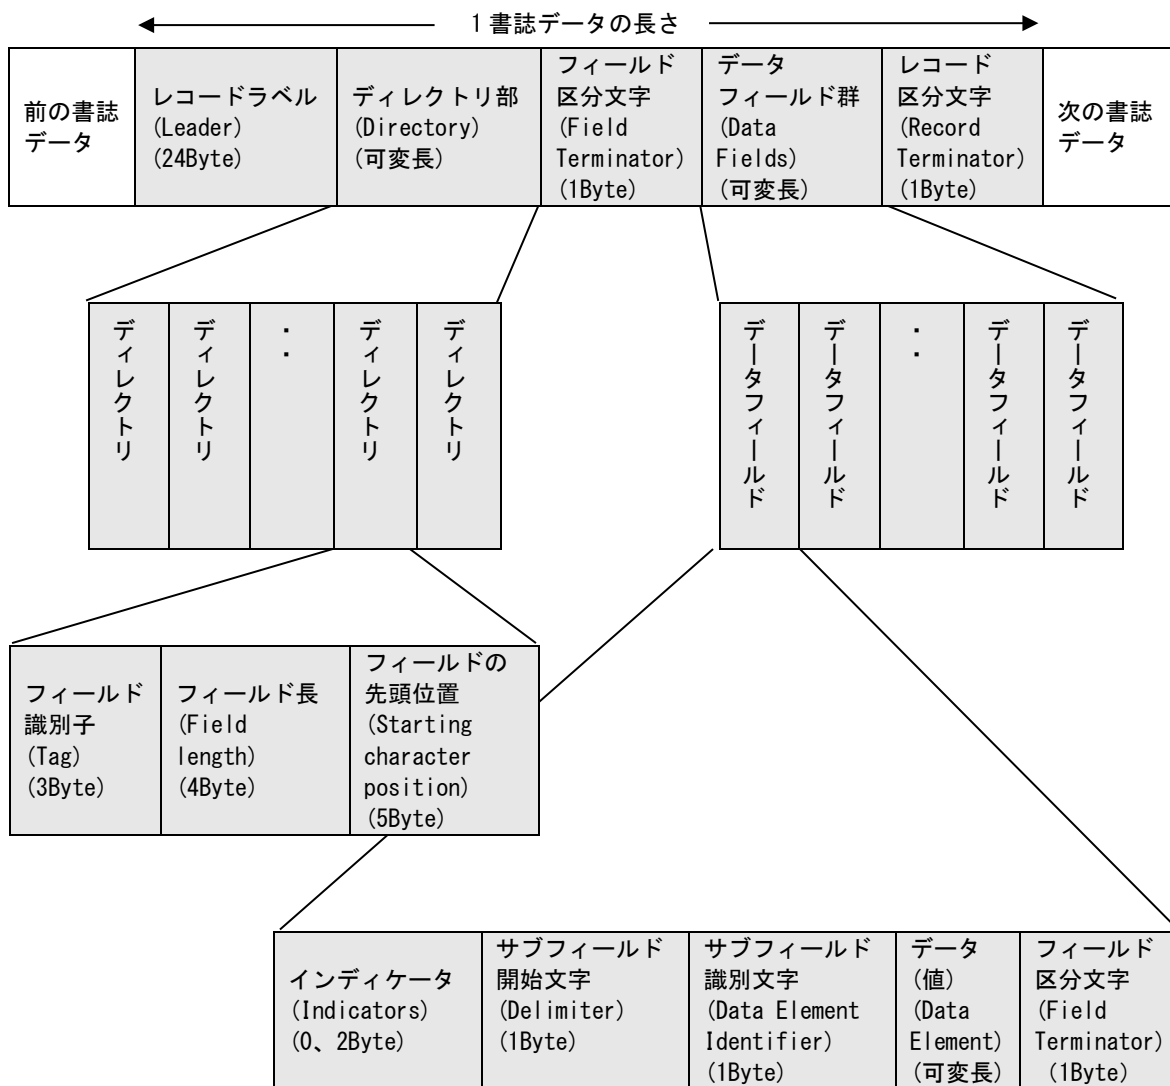 1書誌データの長さ
前の書誌
データ
レコードラベル
(Leader)
(24Byte)
ディレクトリ部
(Directory)
(可変長)
フィールド
区分文字
(Field
Terminator)
(1Byte)
データ
フィールド群
(Data
Fields)
(可変長)
レコード
区分文字
(Record
Terminator)
(1Byte)
次の書誌
データ
ディレクトリ
ディレクトリ
・・
ディレクトリ
ディレクトリ
データフィールド
データフィールド
・・
データフィールド
データフィールド
フィールド
識別子
(Tag)
(3Byte)
フィールド長
(Field
length)
(4Byte)
フィールドの
先頭位置
(Starting
character
position)
(5Byte)
インディケータ
(Indicators)
(0、2Byte)
サブフィールド
開始文字
(Delimiter)
(1Byte)
サブフィールド
識別文字
(Data Element
Identifier)
(1Byte)
データ
(値)
(Data
Element)
(可変長)
フィールド
区分文字
(Field
Terminator)
(1Byte)